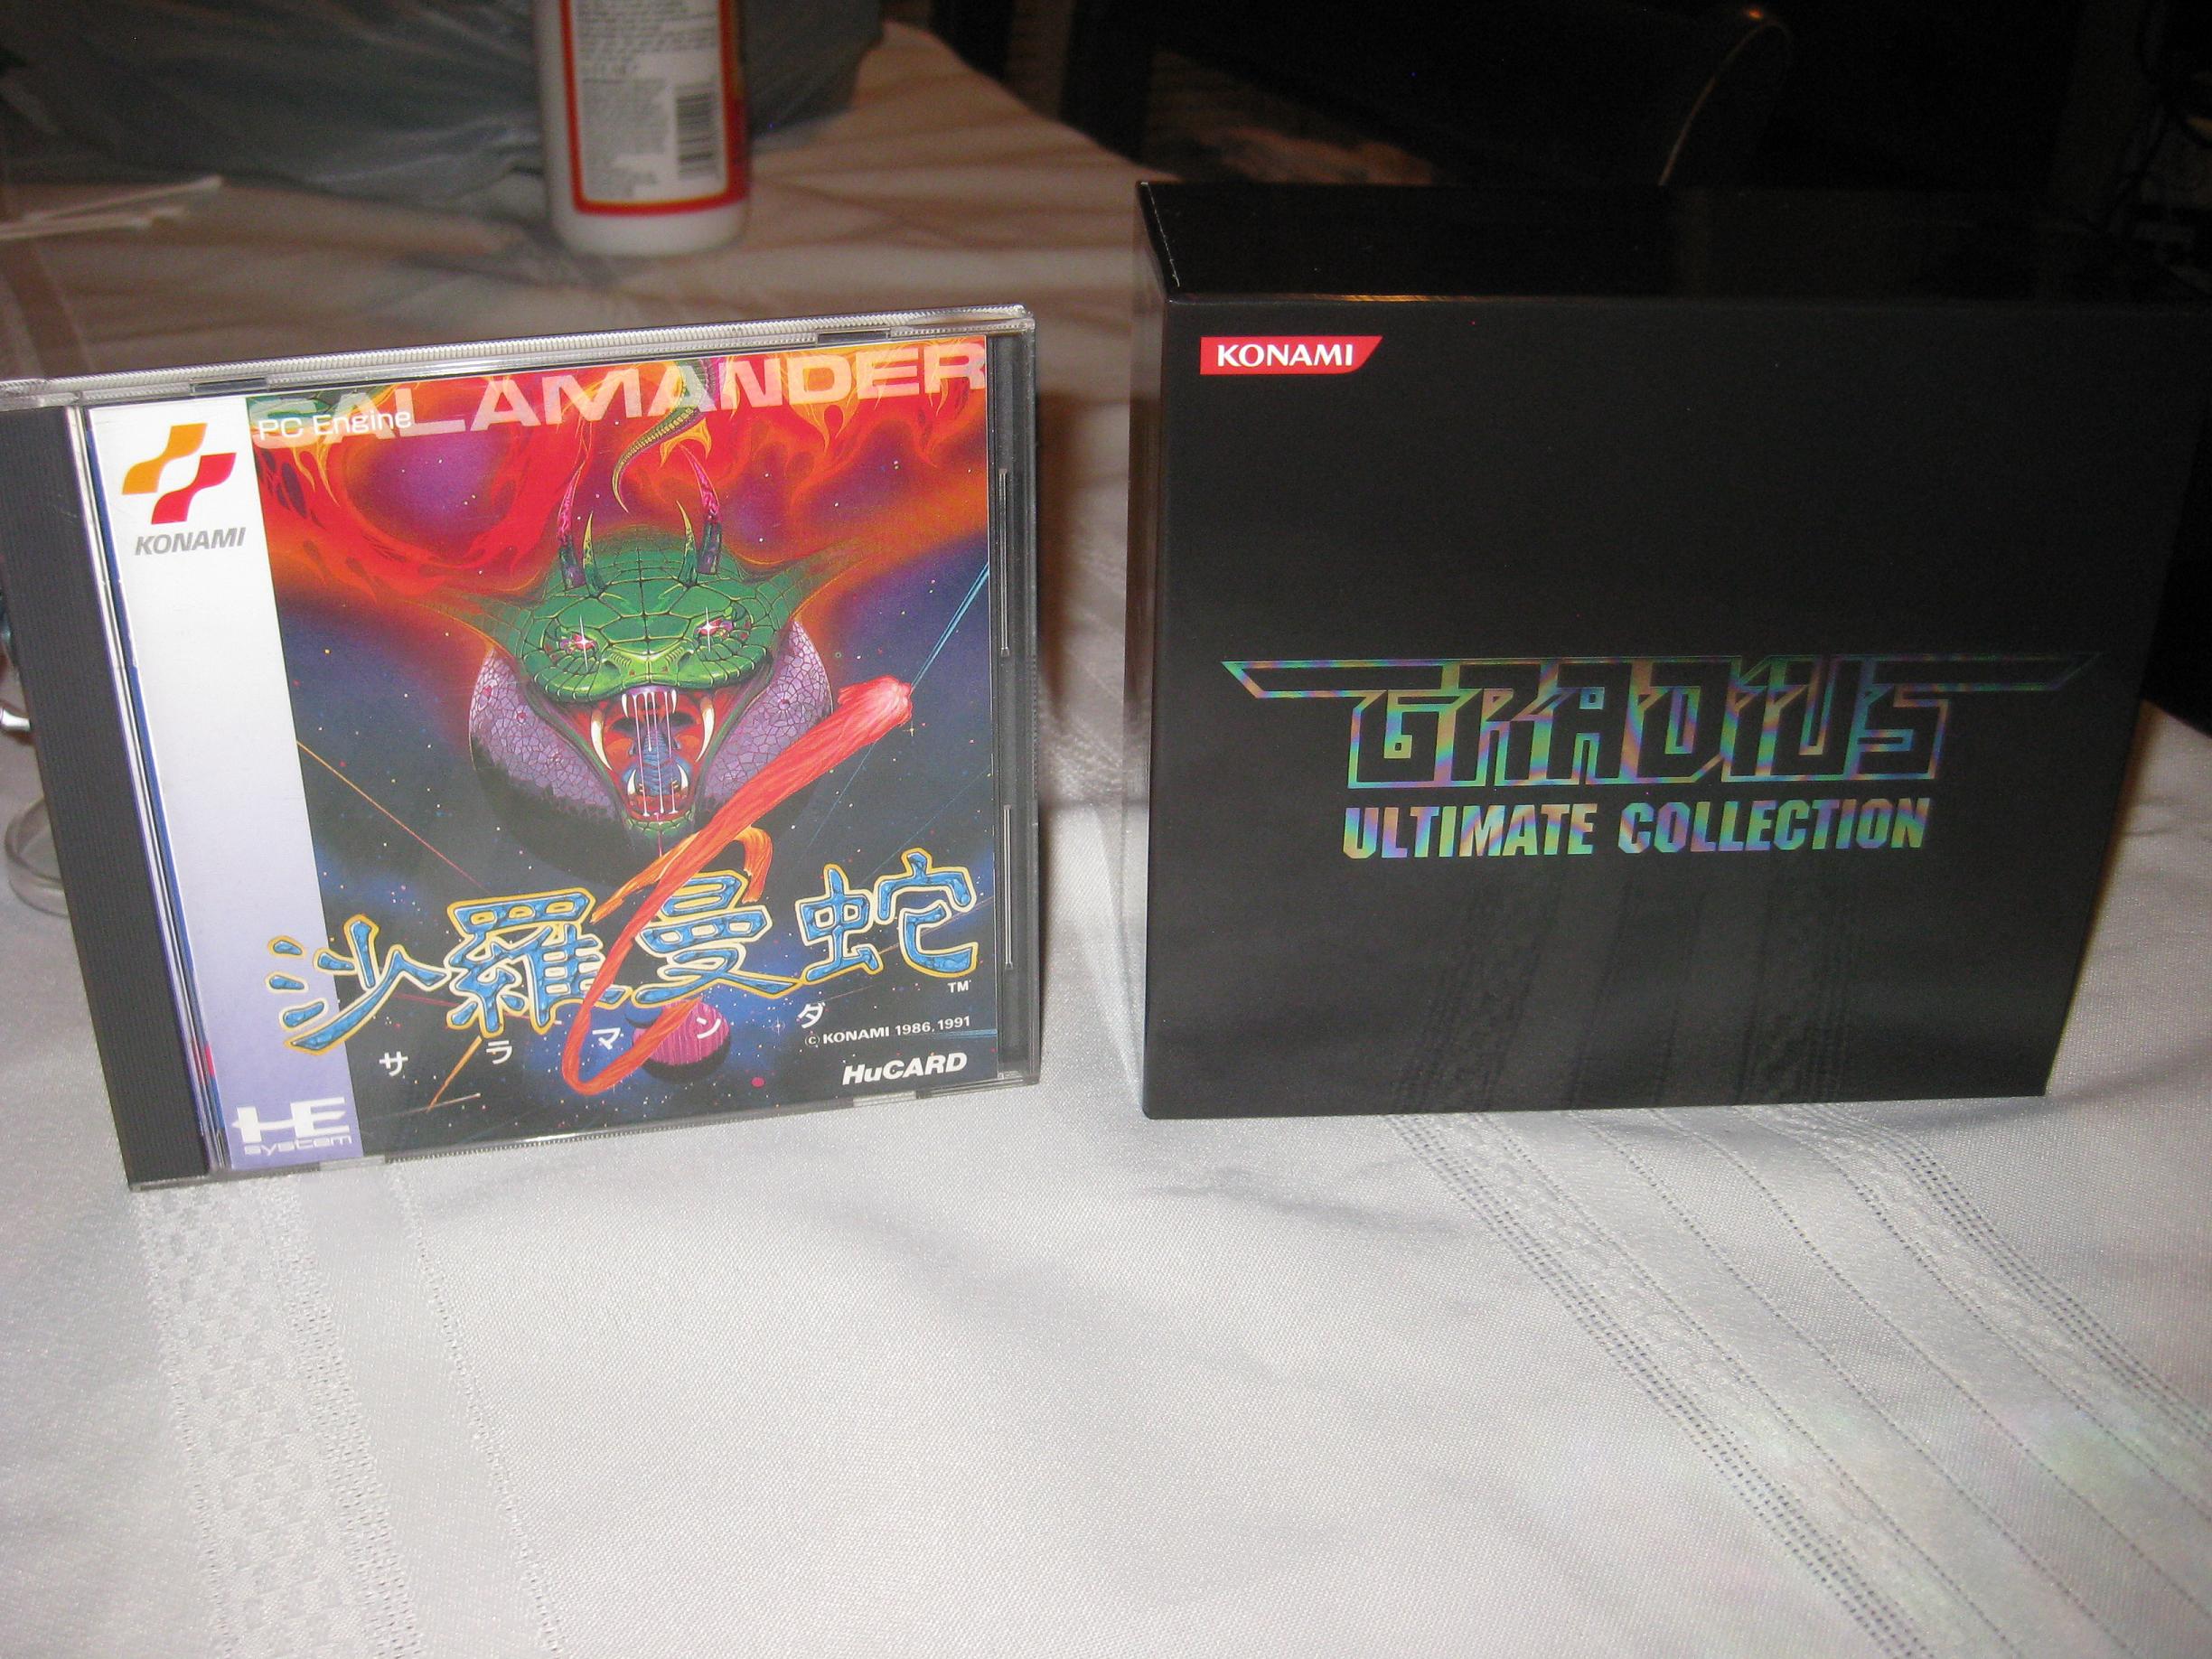 SALAMANDER
PC Engine
KONAMI
沙羅曼蛇
TM
サラマンダ
© KONAMI 1986, 1991
HuCARD
HE
system
KONAMI
GRADIUS
ULTIMATE COLLECTION